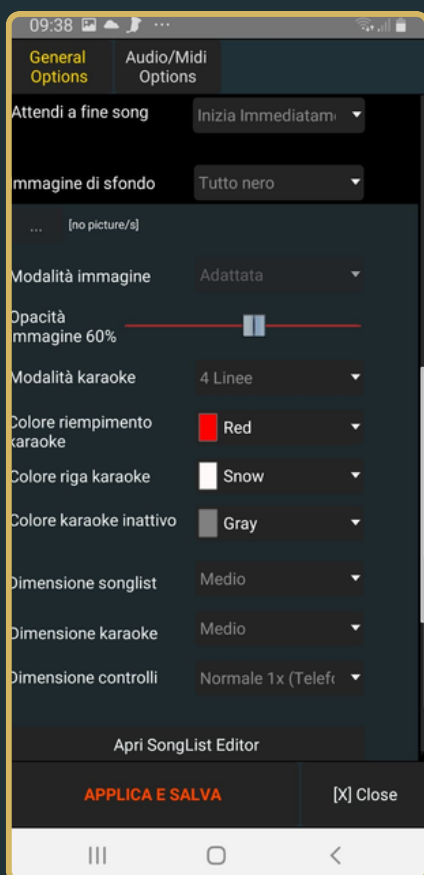 09:38
General
Options
Audio/Midi
Options
Attendi a fine song
Inizia Immediatam
Immagine di sfondo
Tutto nero
... [no picture/s]
Modalità immagine
Adattata
Opacità
immagine 60%
Modalità karaoke
4 Linee
Colore riempimento
karaoke
Red
Colore riga karaoke
Snow
Colore karaoke inattivo
Gray
Dimensione songlist
Medio
Dimensione karaoke
Medio
Dimensione controlli
Normale 1x (Telefo
Apri SongList Editor
APPLICA E SALVA
[X] Close